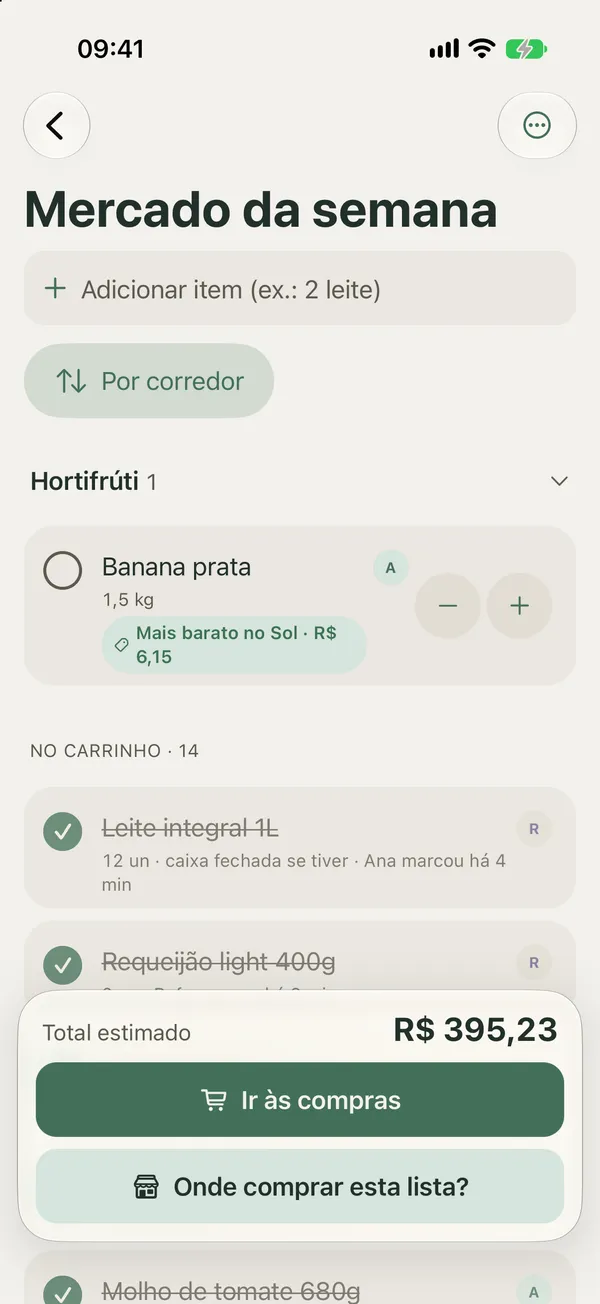 09:41
Mercado da semana
+ Adicionar item (ex.: 2 leite)
Por corredor
Hortifrúti 1
Banana prata
A
1,5 kg
Mais barato no Sol · R$
6,15
NO CARRINHO · 14
Leite integral 1L
R
12 un · caixa fechada se tiver · Ana marcou há 4
min
Requeijão light 400g
R
Total estimado
R$ 395,23
Ir às compras
Onde comprar esta lista?
Molho de tomate 680g
A